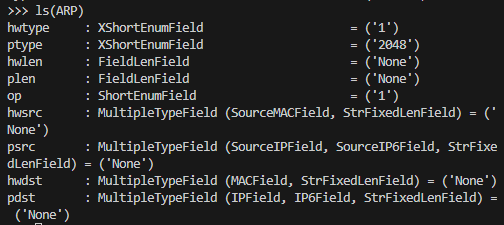 >>> ls(ARP)
hwtype     : XShortEnumField                     = ('1')
ptype      : XShortEnumField                     = ('2048')
hwlen      : FieldLenField                       = ('None')
plen       : FieldLenField                       = ('None')
op         : ShortEnumField                      = ('1')
hwsrc      : MultipleTypeField (SourceMACField, StrFixedLenField) = ('
None')
psrc       : MultipleTypeField (SourceIPField, SourceIP6Field, StrFixe
dLenField) = ('None')
hwdst      : MultipleTypeField (MACField, StrFixedLenField) = ('None')
pdst       : MultipleTypeField (IPField, IP6Field, StrFixedLenField) =
 ('None')